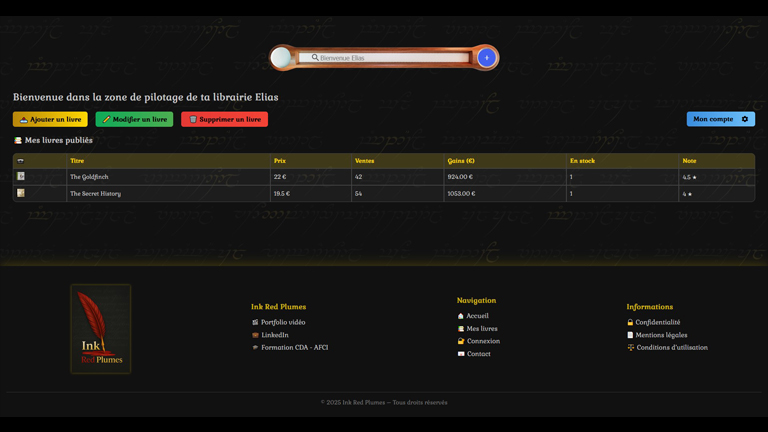 Bienvenue Elias
+
Bienvenue dans la zone de pilotage de ta librairie Elias
Ajouter un livre
Modifier un livre
Supprimer un livre
Mon compte
Mes livres publiés
Titre Prix Ventes Gains (€) En stock Note
The Goldfinch 22 € 42 924.00 € 1 4.5 ★
The Secret History 19.5 € 54 1053.00 € 1 4 ★
Ink
Red Plumes
Ink Red Plumes
Portfolio vidéo
LinkedIn
Formation CDA - AFCI
Navigation
Accueil
Mes livres
Connexion
Contact
Informations
Confidentialité
Mentions légales
Conditions d'utilisation
© 2025 Ink Red Plumes — Tous droits réservés